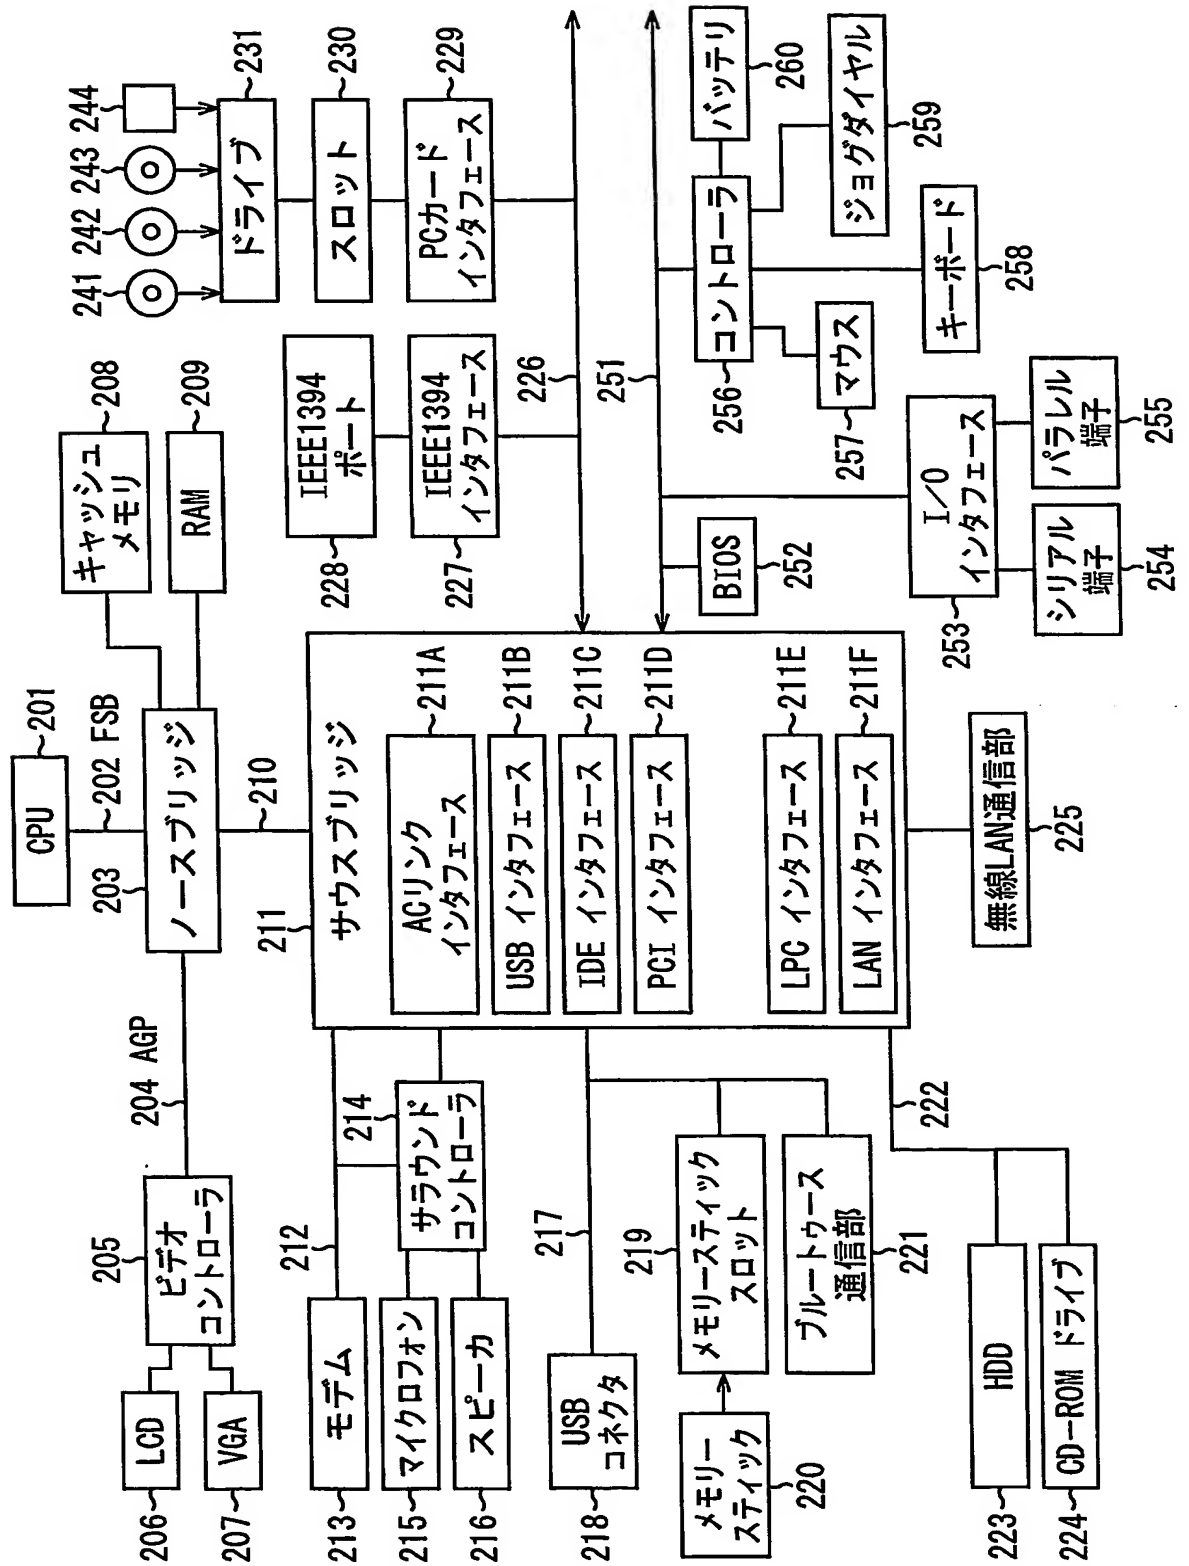 CPU
201
202 FSB
203
ノースブリッジ
キャッシュ
メモリ
208
RAM
209
204 AGP
205
ビデオ
コントローラ
LCD
206
VGA
207
210
211
サウスブリッジ
ACリンク
インタフェース
211A
USB インタフェース
211B
IDE インタフェース
211C
PCI インタフェース
211D
LPC インタフェース
211E
LAN インタフェース
211F
212
モデム
213
214
サラウンド
コントローラ
マイクロフォン
215
スピーカ
216
217
USB
コネクタ
218
219
メモリースティック
スロット
メモリー
スティック
220
ブルートゥース
通信部
221
222
HDD
223
CD-ROM ドライブ
224
無線LAN通信部
225
226
IEEE1394
インタフェース
227
IEEE1394
ポート
228
PCカード
インタフェース
229
スロット
230
ドライブ
231
241
242
243
244
251
BIOS
252
253
I/O
インタフェース
シリアル
端子
254
パラレル
端子
255
コントローラ
256
マウス
257
キーボード
258
ジョグダイヤル
259
バッテリ
260